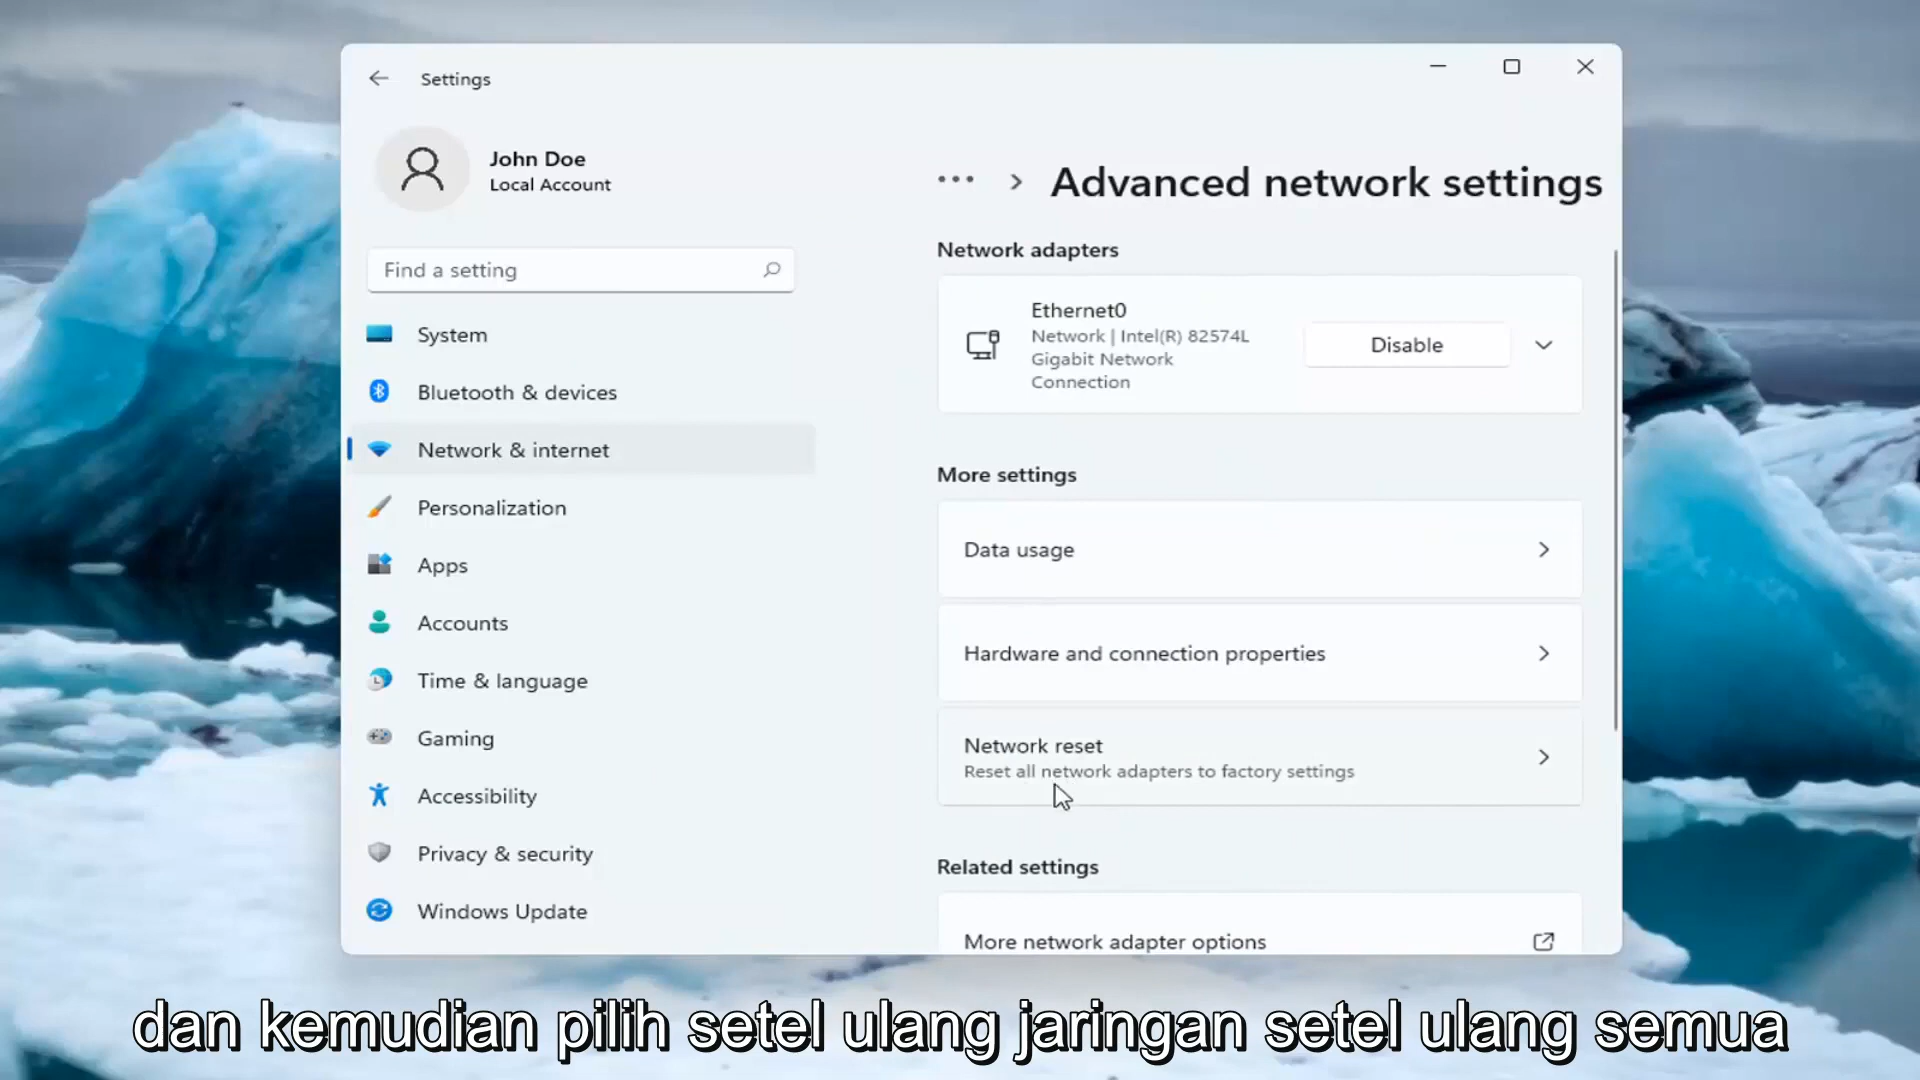 Settings
John Doe
Local Account
Find a setting
System
Bluetooth & devices
Network & internet
Personalization
Apps
Accounts
Time & language
Gaming
Accessibility
Privacy & security
Windows Update
Advanced network settings
Network adapters
Ethernet0
Network | Intel(R) 82574L
Gigabit Network
Connection
Disable
More settings
Data usage
Hardware and connection properties
Network reset
Reset all network adapters to factory settings
Related settings
More network adapter options
dan kemudian pilih setel ulang jaringan setel ulang semua